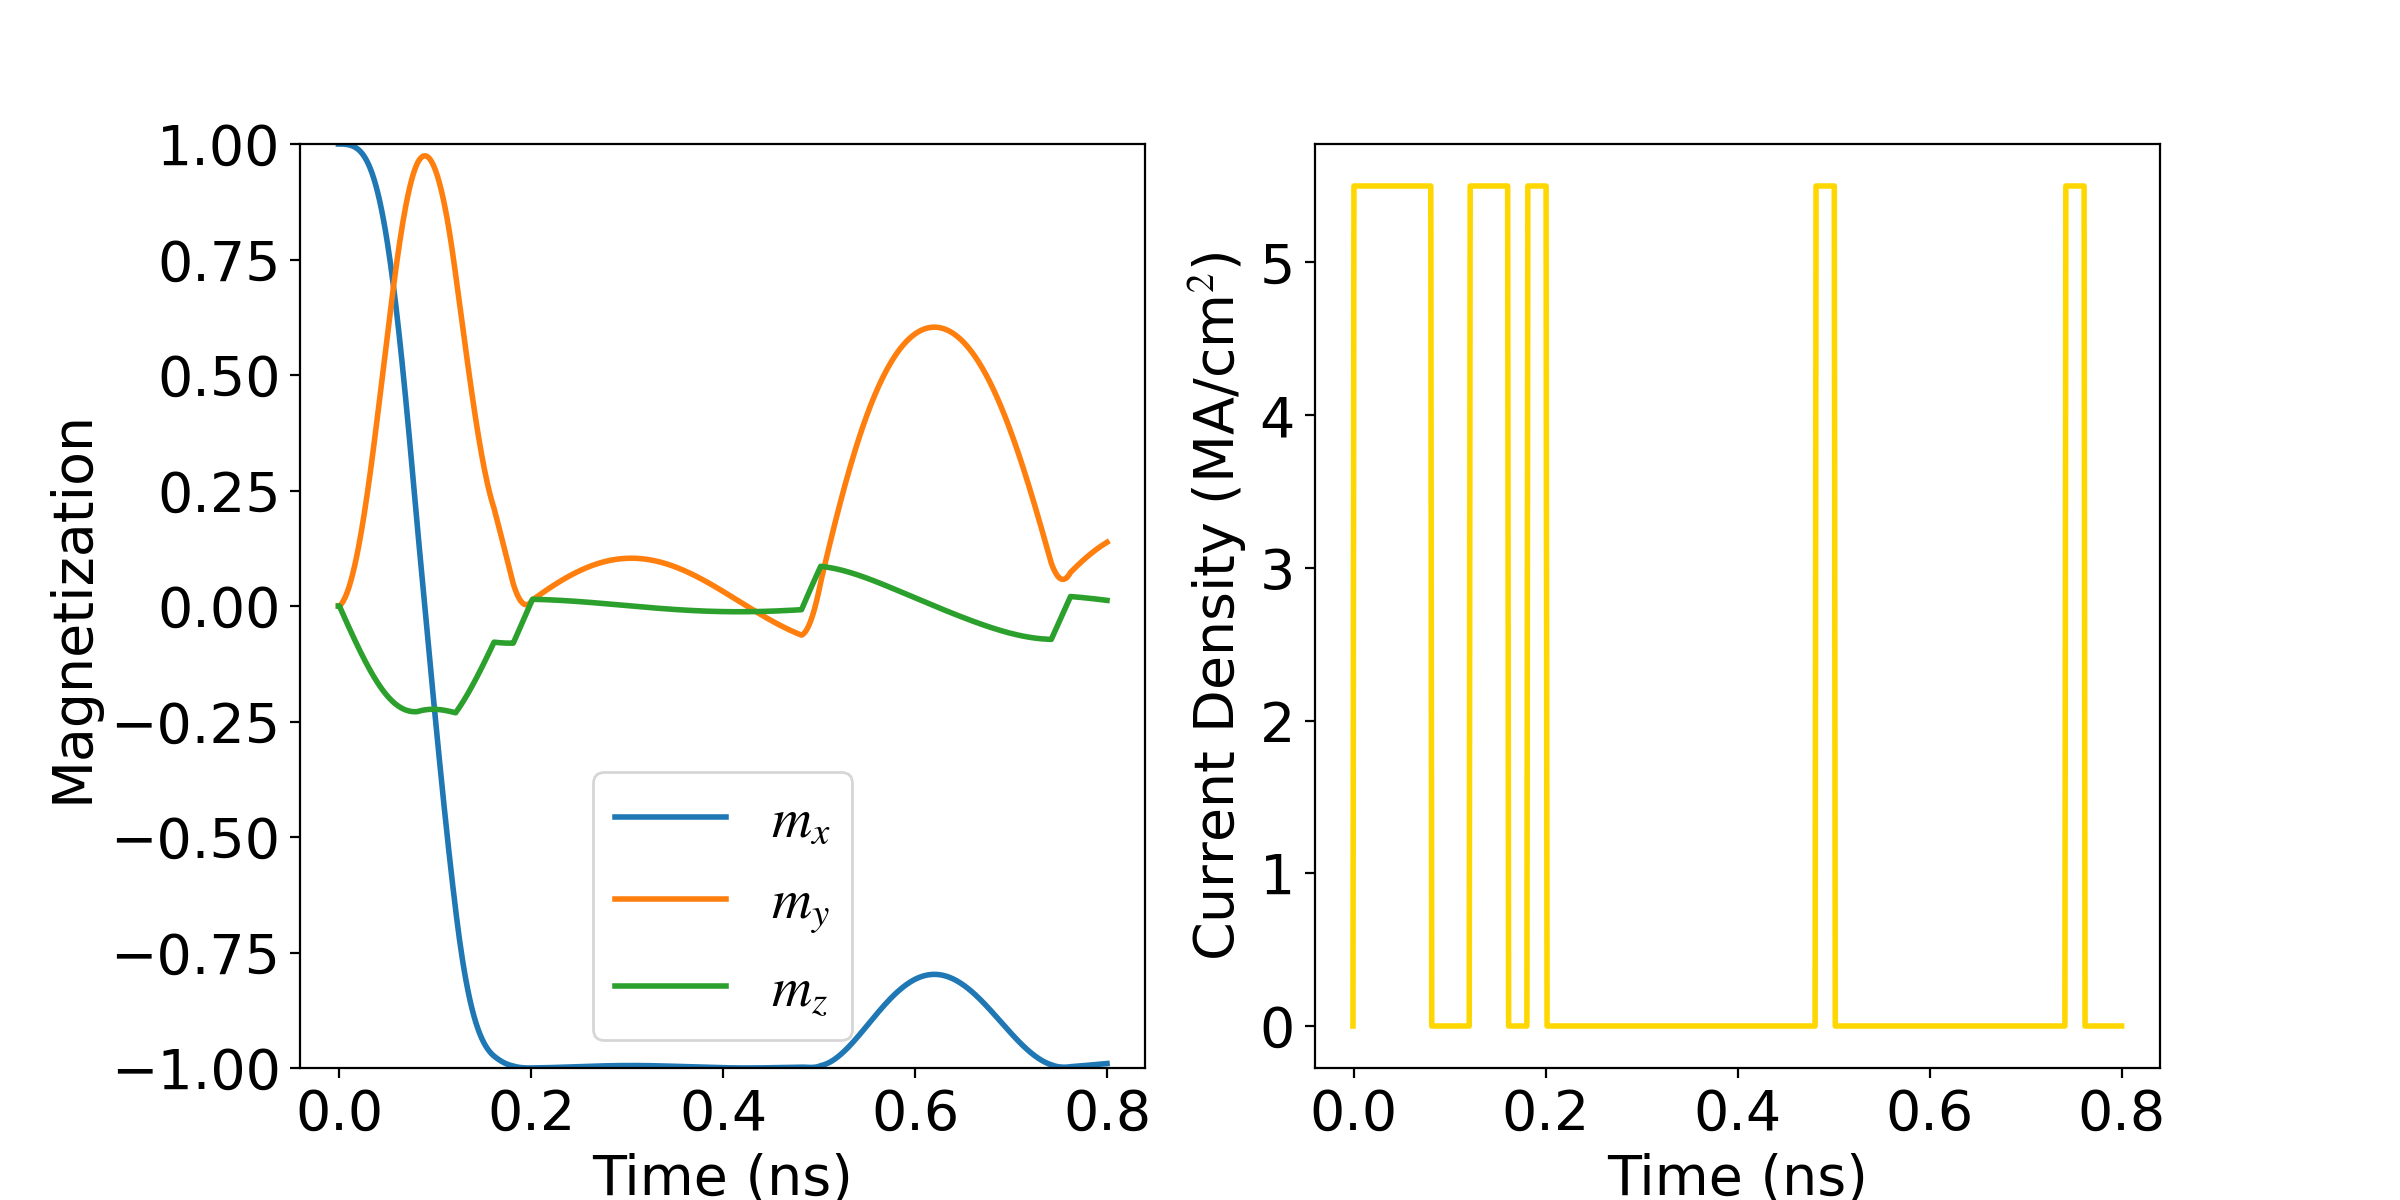 Magnetization
1.00
0.75
0.50
0.25
0.00
−0.25
−0.50
−0.75
−1.00
0.0 0.2 0.4 0.6 0.8
Time (ns)
m_x
m_y
m_z
Current Density (MA/cm²)
5
4
3
2
1
0
0.0 0.2 0.4 0.6 0.8
Time (ns)